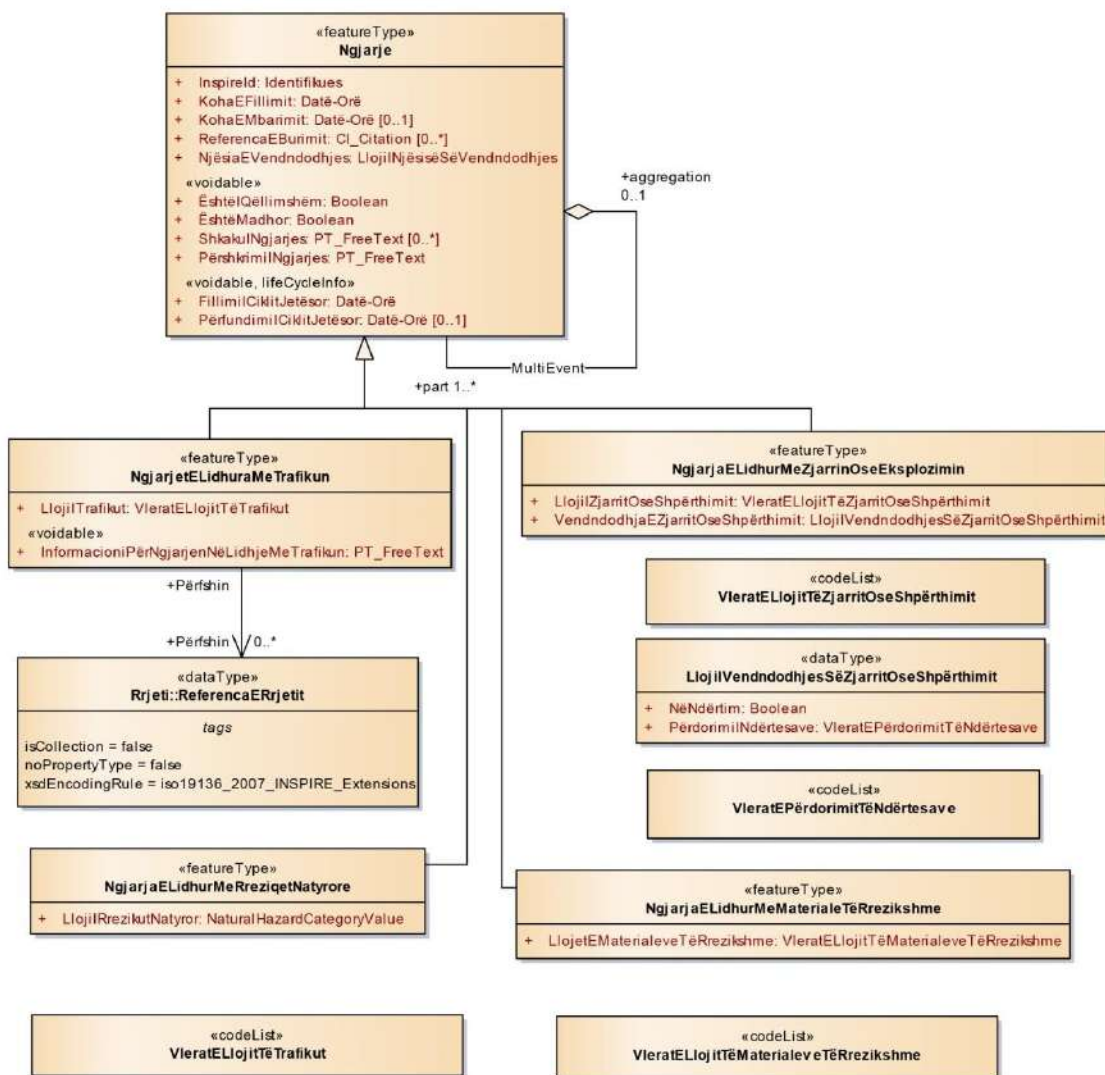 «featureType»
Ngjarje
+ InspireId: Identifikues
+ KohaEFillimit: Datë-Orë
+ KohaEMbarimit: Datë-Orë [0..1]
+ ReferencaEBurimit: CI_Citation [0..*]
+ NjësiaEVendndodhjes: LlojiINjësisëSëVendndodhjes
«voidable»
+ ËshtëIQëllimshëm: Boolean
+ ËshtëMadhor: Boolean
+ ShkakuINgjarjes: PT_FreeText [0..*]
+ PërshkrimiINgjarjes: PT_FreeText
«voidable, lifeCycleInfo»
+ FillimiICiklitJetësor: Datë-Orë
+ PërfundimiICiklitJetësor: Datë-Orë [0..1]
+aggregation
0..1
MultiEvent
+part 1..*
«featureType»
NgjarjetELidhuraMeTrafikun
+ LlojiITrafikut: VleratELlojitTëTrafikut
«voidable»
+ InformacioniPërNgjarjenNëLidhjeMeTrafikun: PT_FreeText
«featureType»
NgjarjaELidhurMeZjarrinOseEksplozimin
+ LlojiIZjarritOseShpërthimit: VleratELlojitTëZjarritOseShpërthimit
+ VendndodhjaEZjarritOseShpërthimit: LlojiIVendndodhjesSëZjarritOseShpërthimit
+Përfshin
+Përfshin 0..*
«codeList»
VleratELlojitTëZjarritOseShpërthimit
«dataType»
Rrjeti::ReferencaERrjetit
tags
isCollection = false
noPropertyType = false
xsdEncodingRule = iso19136_2007_INSPIRE_Extensions
«dataType»
LlojiIVendndodhjesSëZjarritOseShpërthimit
+ NëNdërtim: Boolean
+ PërdorimiINdërtesave: VleratEPërdorimitTëNdërtesave
«codeList»
VleratEPërdorimitTëNdërtesave
«featureType»
NgjarjaELidhurMeRreziqetNatyrore
+ LlojiIRrezikutNatyror: NaturalHazardCategoryValue
«featureType»
NgjarjaELidhurMeMaterialeTëRrezikshme
+ LlojetEMaterialeveTëRrezikshme: VleratELlojitTëMaterialeveTëRrezikshme
«codeList»
VleratELlojitTëTrafikut
«codeList»
VleratELlojitTëMaterialeveTëRrezikshme